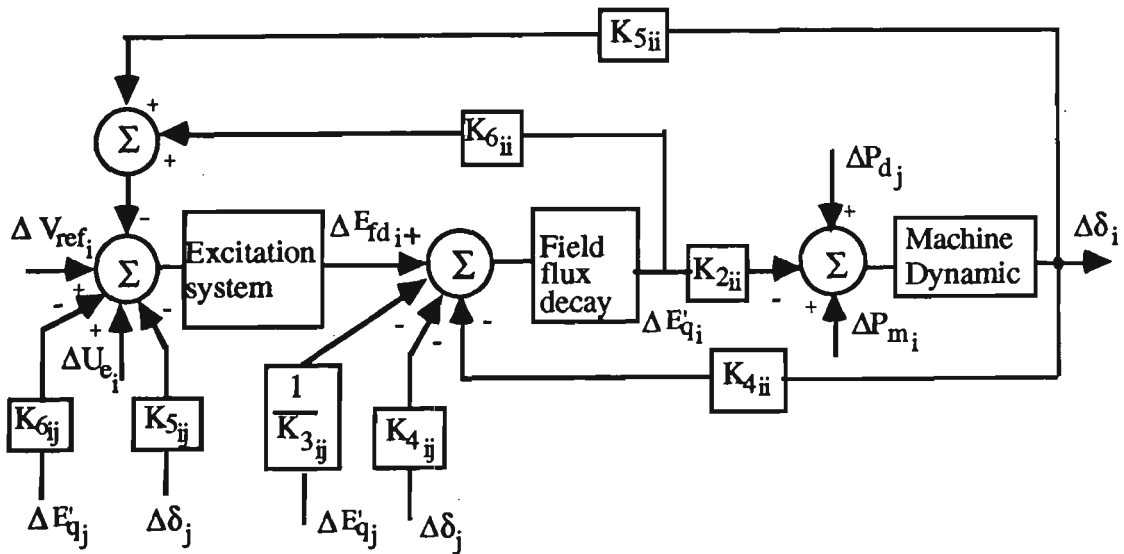 K5ii
Σ
+
+
K6ii
ΔPdj
-
+
ΔVrefi
Σ
Excitation
system
ΔEfdi+
Σ
Field
flux
decay
K2ii
Σ
Machine
Dynamic
Δδi
+
-
-
+
-
-
-
-
+
ΔUei
ΔE'qi
ΔPmi
K6ij
K5ij
1
K3ij
K4ij
K4ii
ΔE'qj
Δδj
ΔE'qj
Δδj